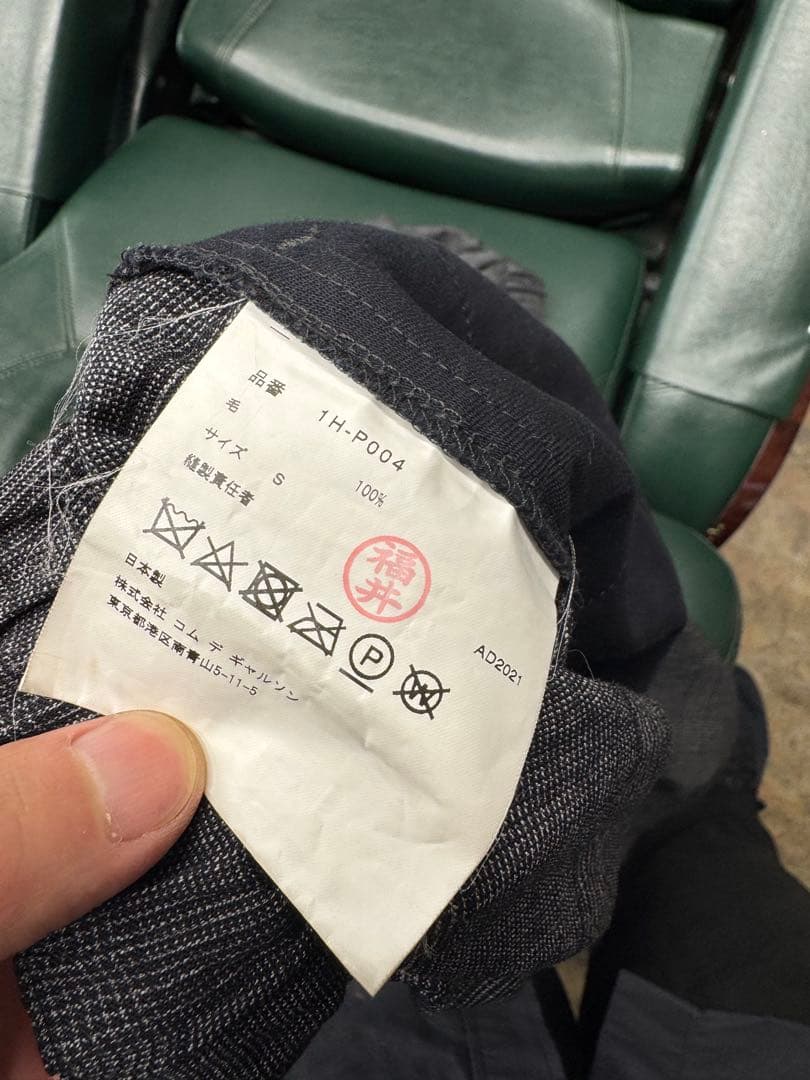 品番 1H-P004
毛 100%
サイズ S
縫製責任者
福井
P
W
AD2021
日本製
株式会社 コム デ ギャルソン
東京都港区南青山5-11-5